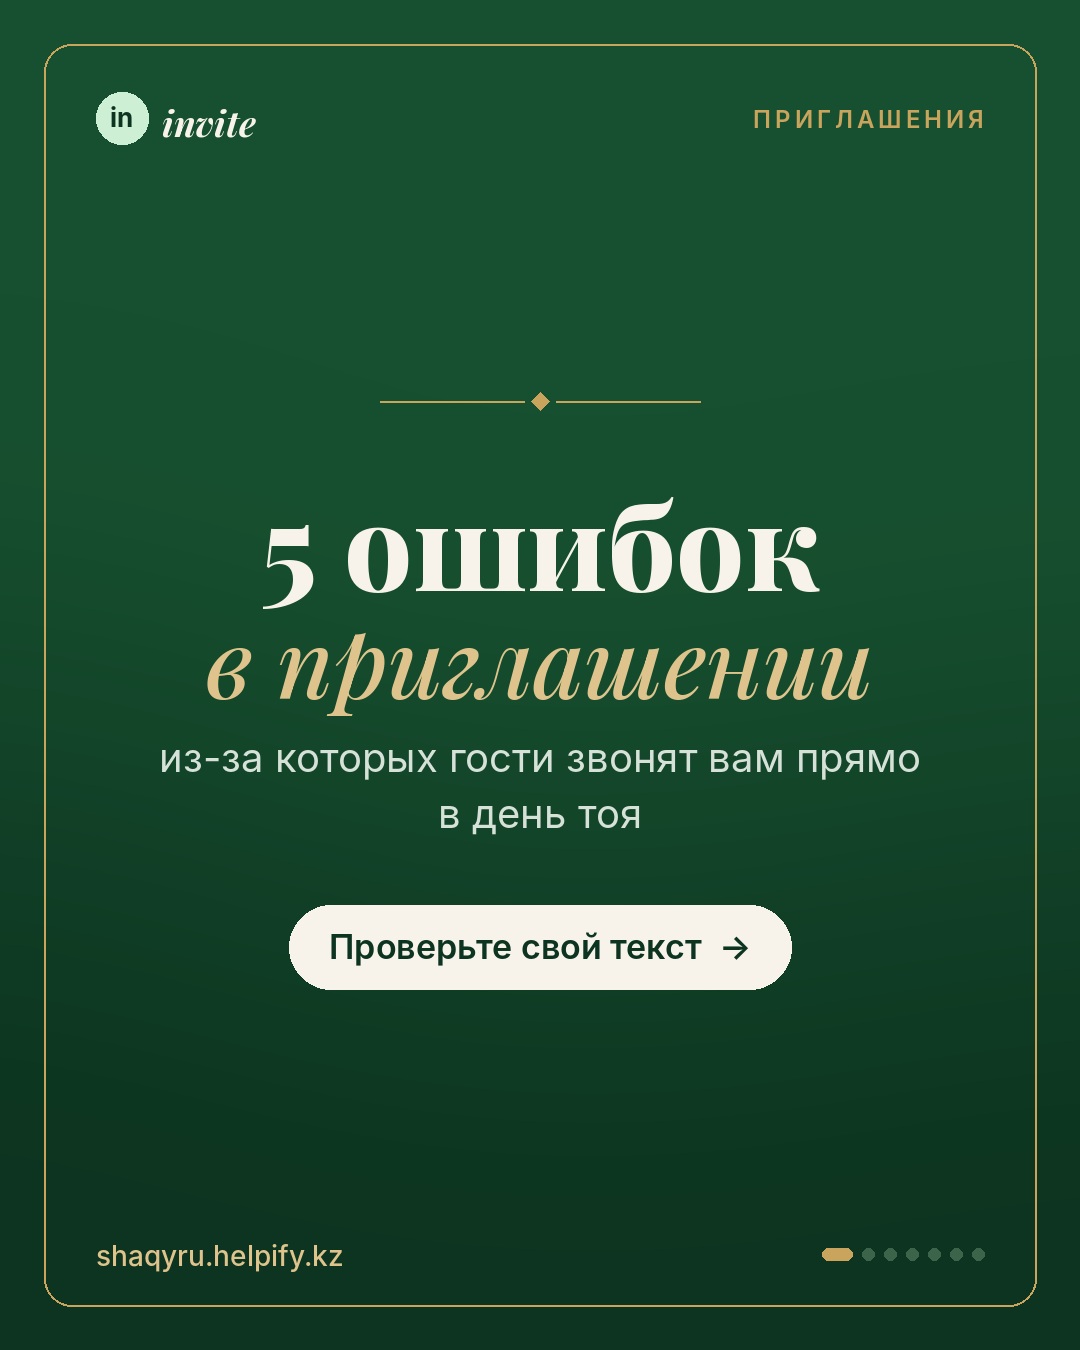 in invite
ПРИГЛАШЕНИЯ
5 ошибок
в приглашении
из-за которых гости звонят вам прямо
в день тоя
Проверьте свой текст →
shaqyru.helpify.kz